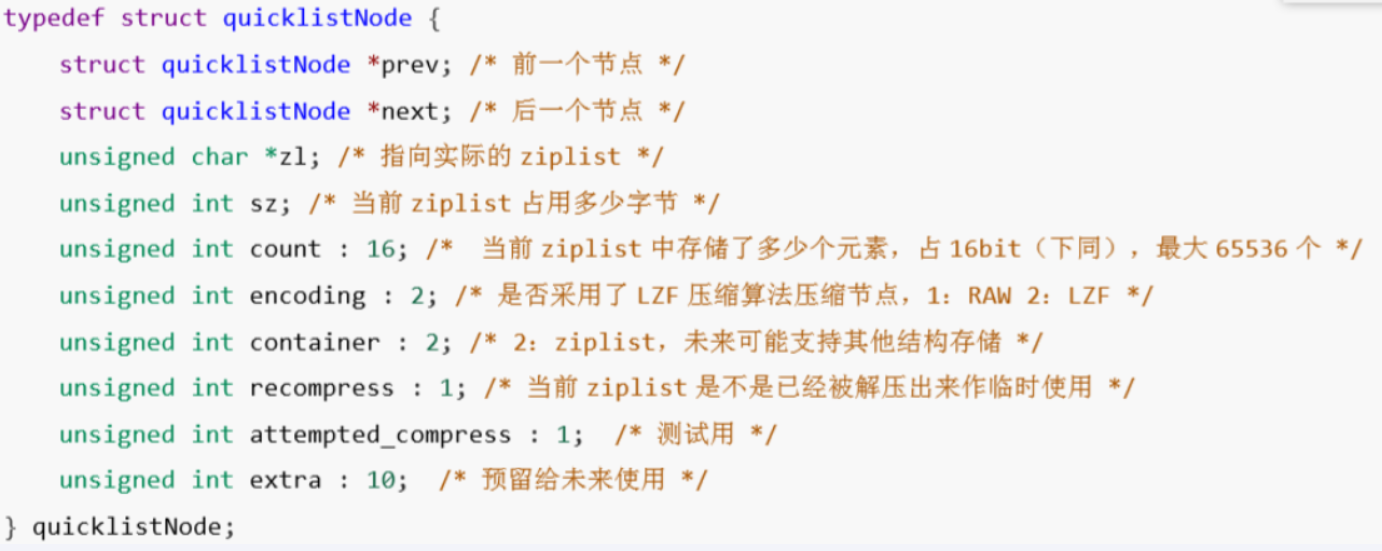 typedef struct quicklistNode {
struct quicklistNode *prev; /* 前一个节点 */
struct quicklistNode *next; /* 后一个节点 */
unsigned char *zl; /* 指向实际的 ziplist */
unsigned int sz; /* 当前 ziplist 占用多少字节 */
unsigned int count : 16; /* 当前 ziplist 中存储了多少个元素，占 16bit（下同），最大 65536 个 */
unsigned int encoding : 2; /* 是否采用了 LZF 压缩算法压缩节点，1：RAW 2：LZF */
unsigned int container : 2; /* 2：ziplist，未来可能支持其他结构存储 */
unsigned int recompress : 1; /* 当前 ziplist 是不是已经被解压出来作临时使用 */
unsigned int attempted_compress : 1; /* 测试用 */
unsigned int extra : 10; /* 预留给未来使用 */
} quicklistNode;